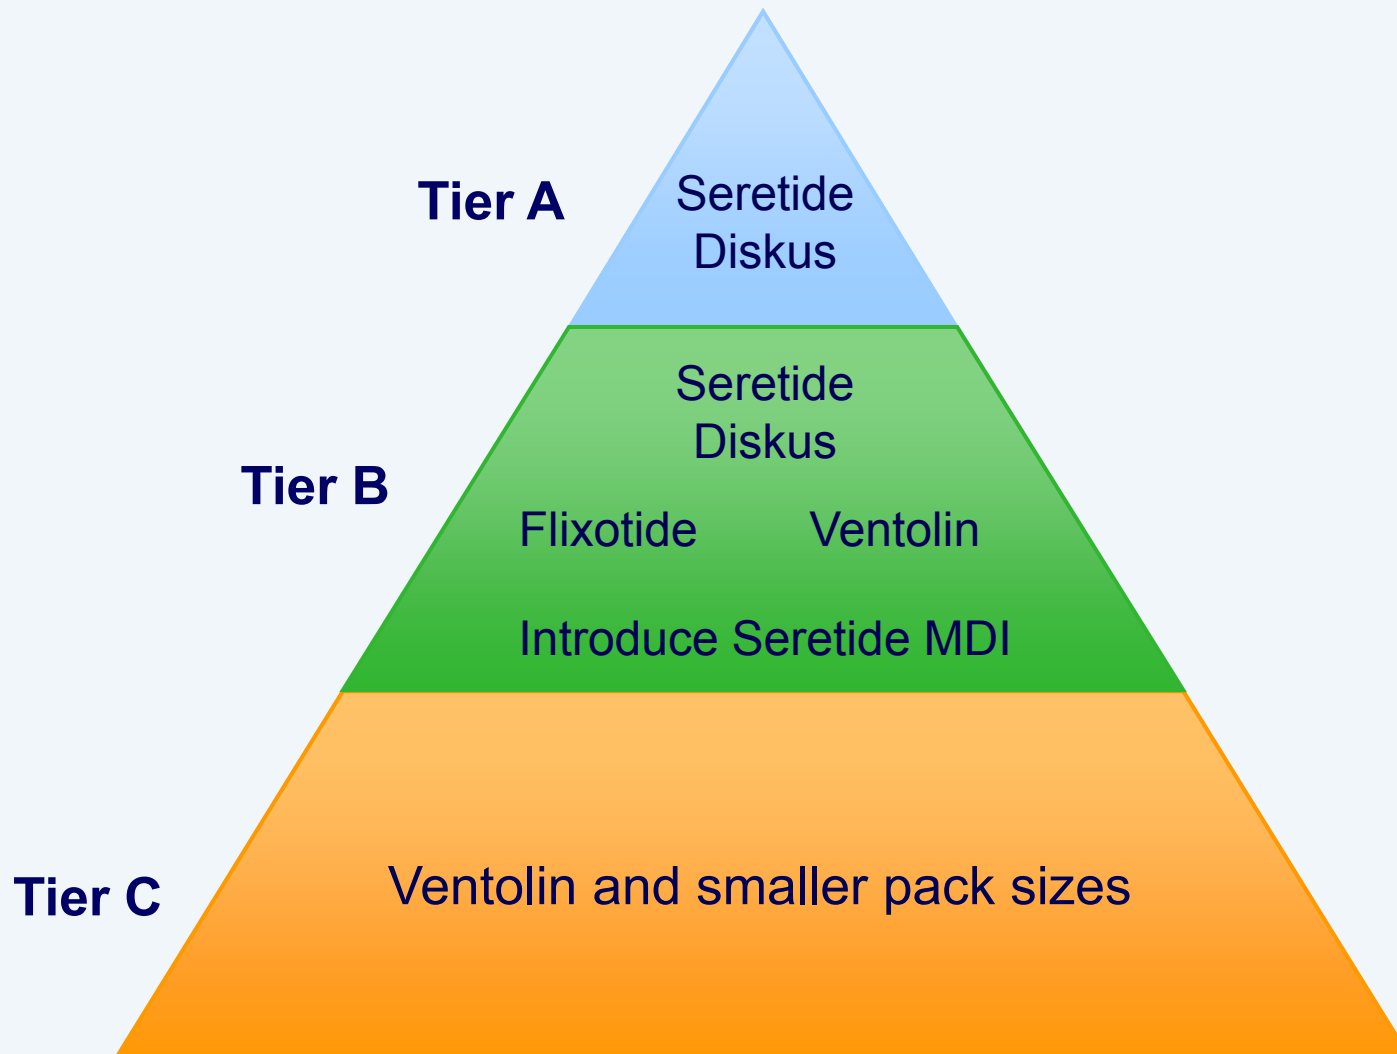 Tier A
Seretide
Diskus
Tier B
Seretide
Diskus
Flixotide Ventolin
Introduce Seretide MDI
Tier C
Ventolin and smaller pack sizes